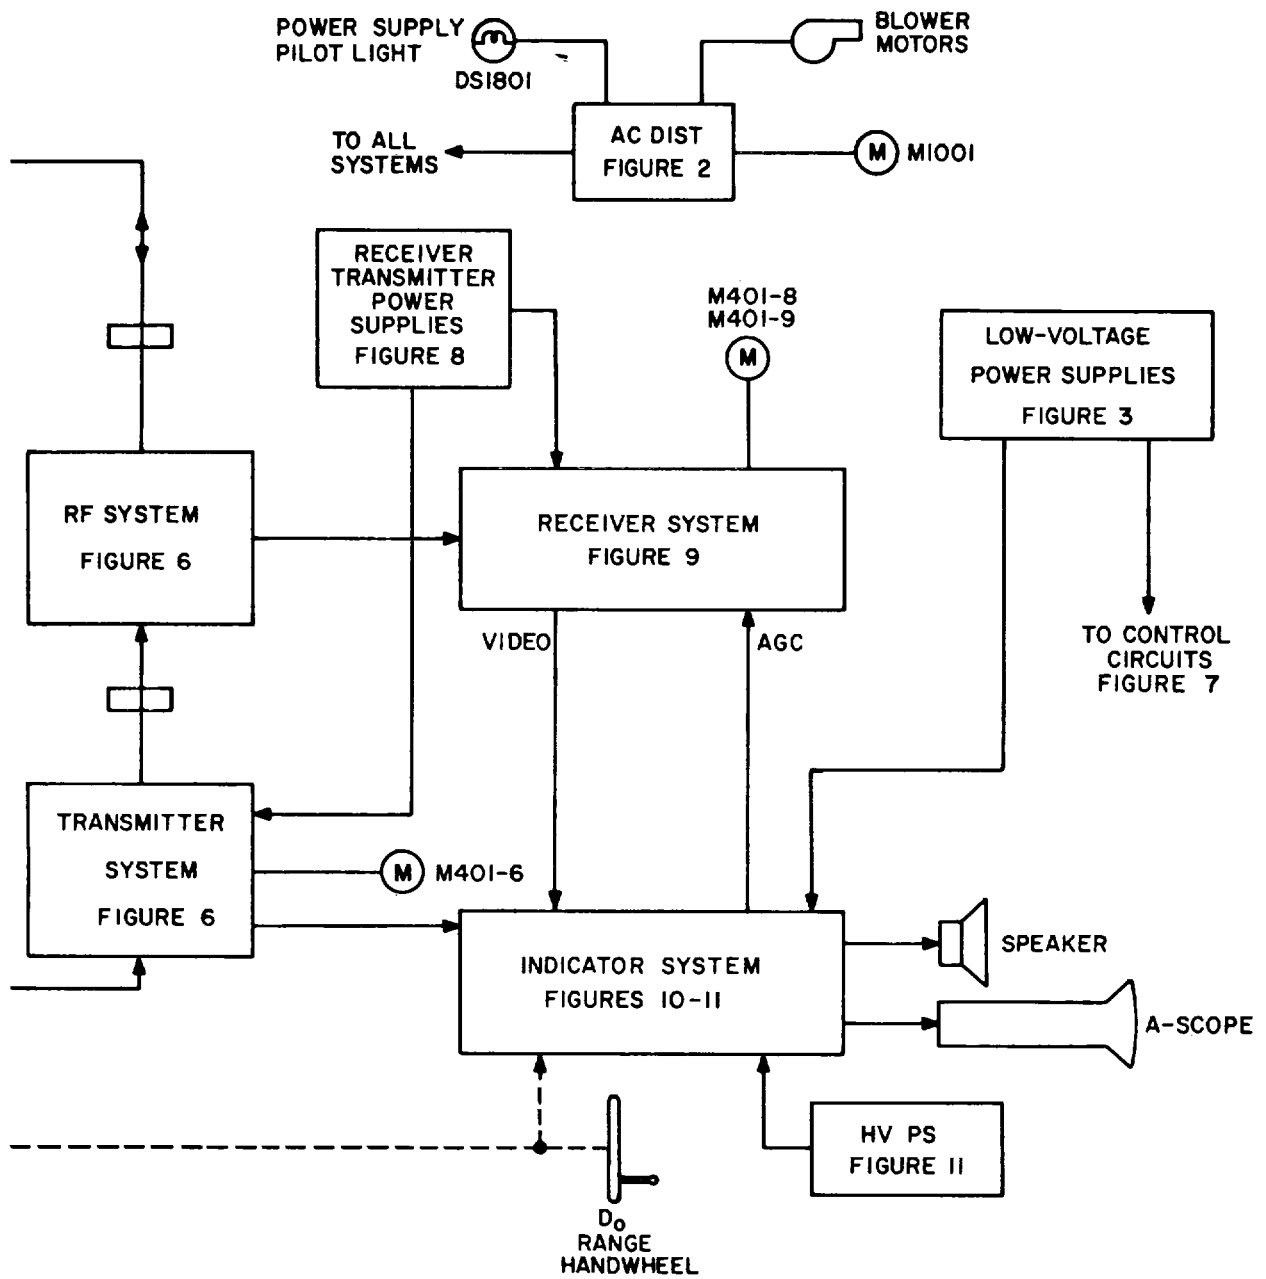 POWER SUPPLY
PILOT LIGHT
DS1801
BLOWER
MOTORS
AC DIST
FIGURE 2
TO ALL
SYSTEMS
M M1001
RECEIVER
TRANSMITTER
POWER
SUPPLIES
FIGURE 8
M401-8
M401-9
M
LOW-VOLTAGE
POWER SUPPLIES
FIGURE 3
RF SYSTEM
FIGURE 6
RECEIVER SYSTEM
FIGURE 9
VIDEO
AGC
TO CONTROL
CIRCUITS
FIGURE 7
TRANSMITTER
SYSTEM
FIGURE 6
M M401-6
INDICATOR SYSTEM
FIGURES 10-11
SPEAKER
A-SCOPE
HV PS
FIGURE 11
Do
RANGE
HANDWHEEL